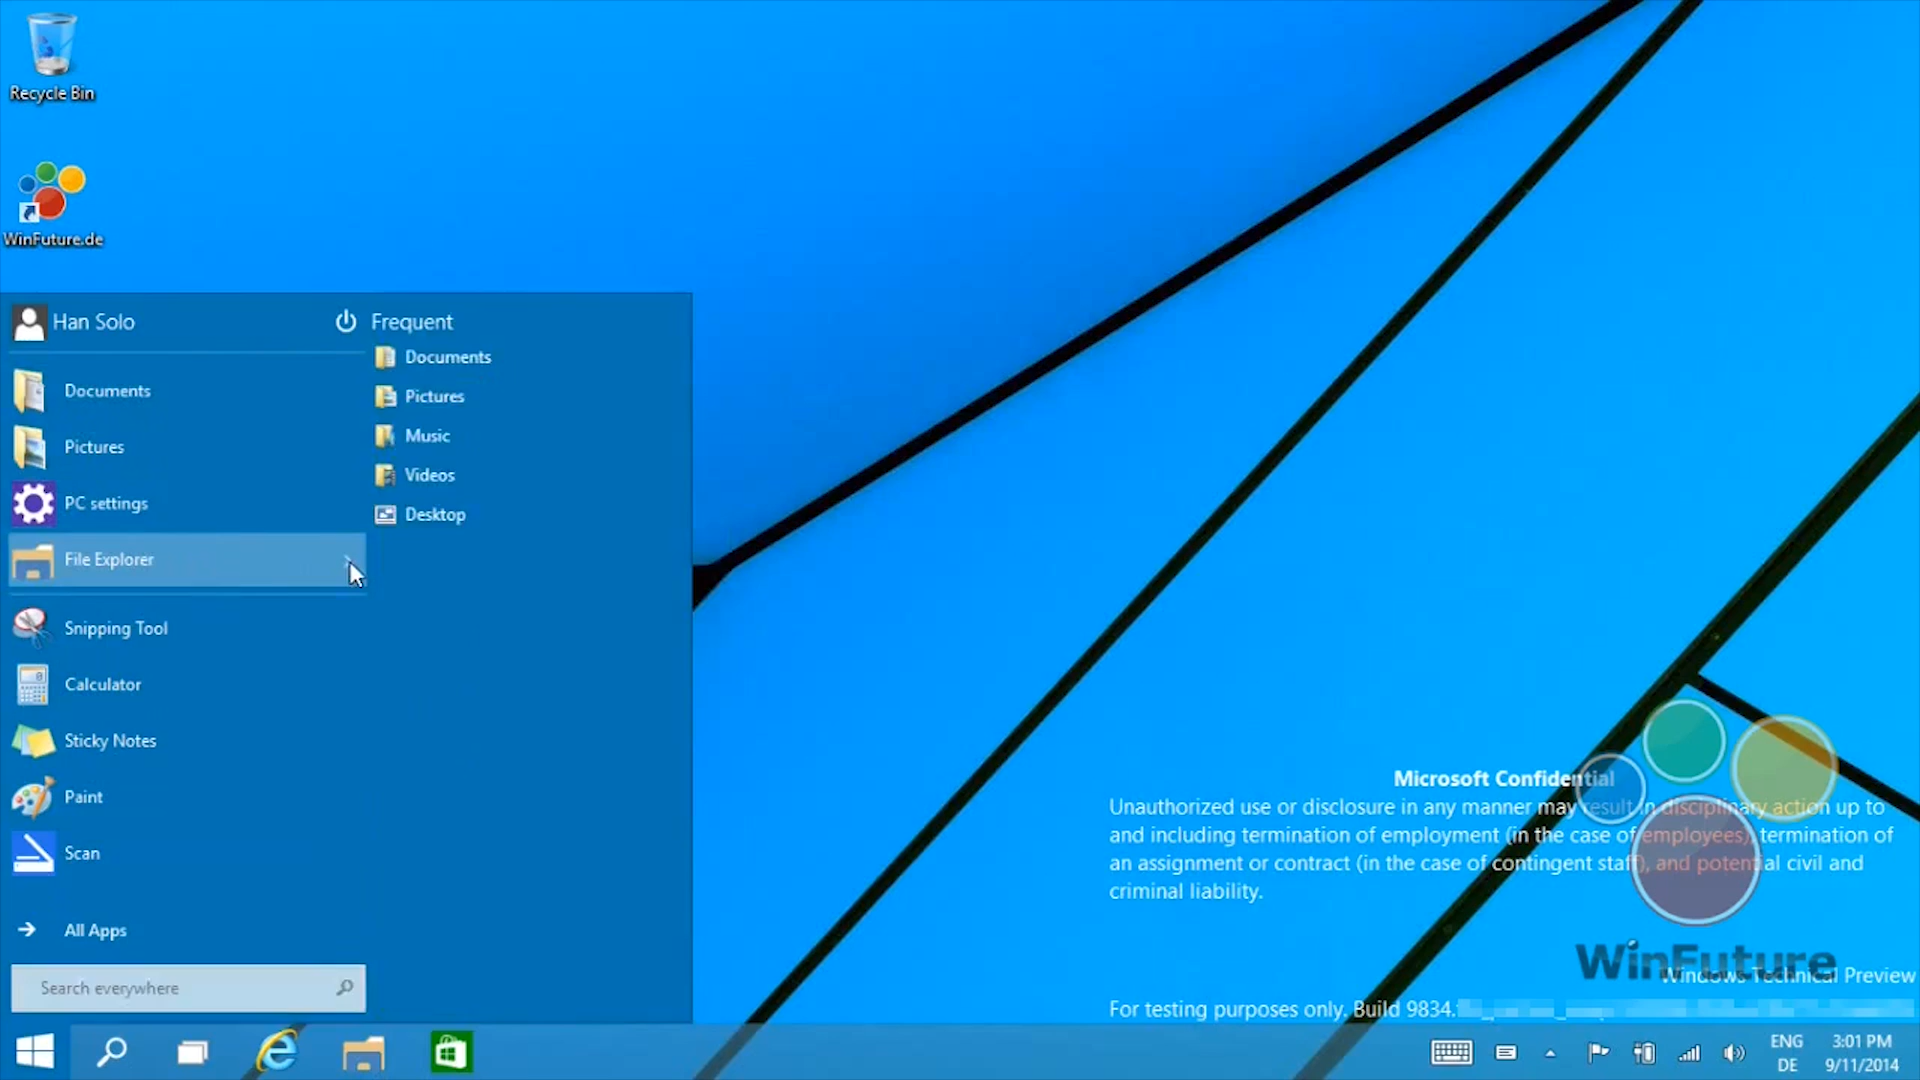 Recycle Bin
WinFuture.de
Han Solo
Documents
Pictures
PC settings
File Explorer
Snipping Tool
Calculator
Sticky Notes
Paint
Scan
All Apps
Search everywhere
Frequent
Documents
Pictures
Music
Videos
Desktop
Microsoft Confidential
Unauthorized use or disclosure in any manner may result in disciplinary action up to
and including termination of employment (in the case of employees), termination of
an assignment or contract (in the case of contingent staff), and potential civil and
criminal liability.
WinFuture
Windows Technical Preview
For testing purposes only. Build 9834.
ENG
DE
3:01 PM
9/11/2014